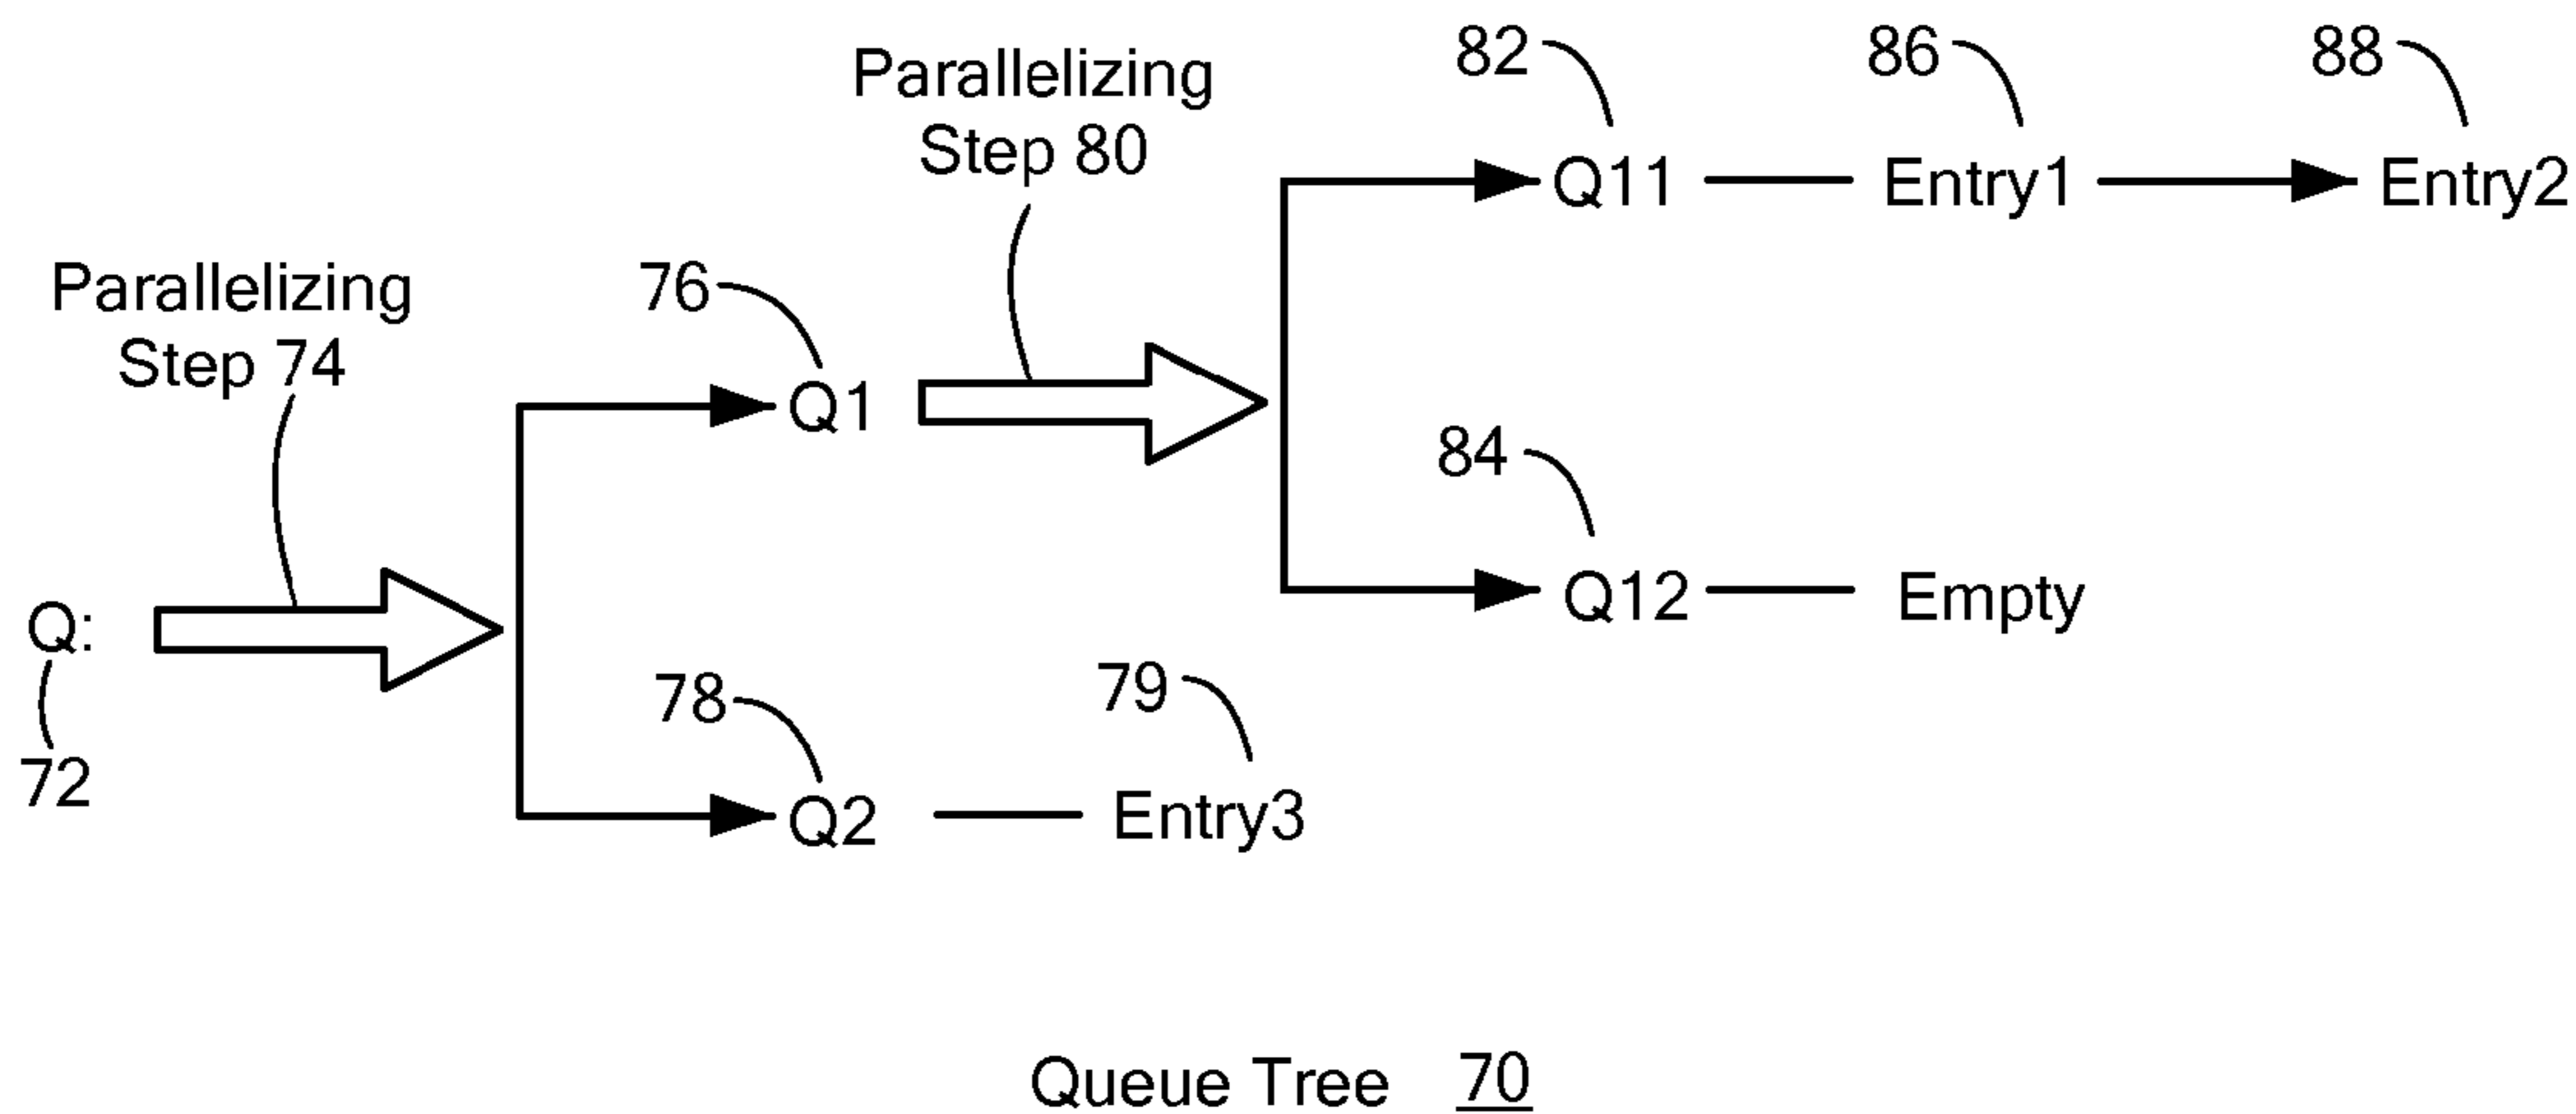 Parallelizing
Step 80
82
86
88
Q11
Entry1
Entry2
Parallelizing
Step 74
76
Q1
84
Q12
Empty
Q:
72
78
79
Q2
Entry3
Queue Tree 70